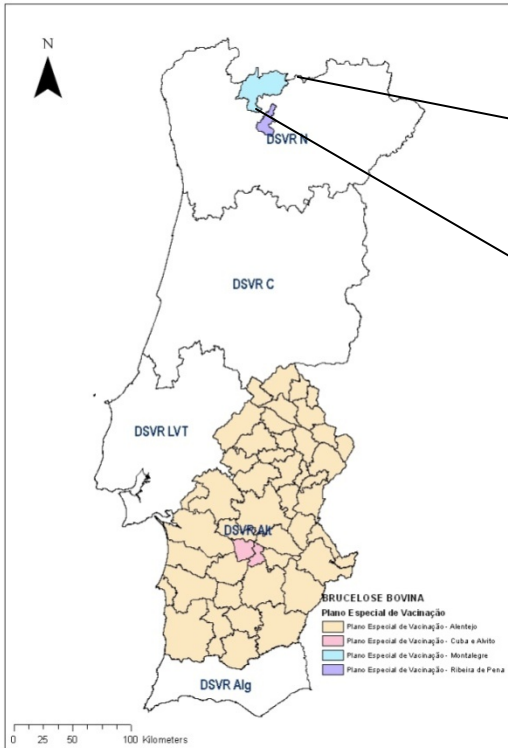 N
DSVR N
DSVR C
DSVR LVT
DSVR Alt
DSVR Alg
BRUCELOSE BOVINA
Plano Especial de Vacinação
Plano Especial de Vacinação - Alentejo
Plano Especial de Vacinação - Cuba e Alvito
Plano Especial de Vacinação - Montalegre
Plano Especial de Vacinação - Ribeira de Pena
0 25 50 100 Kilometers